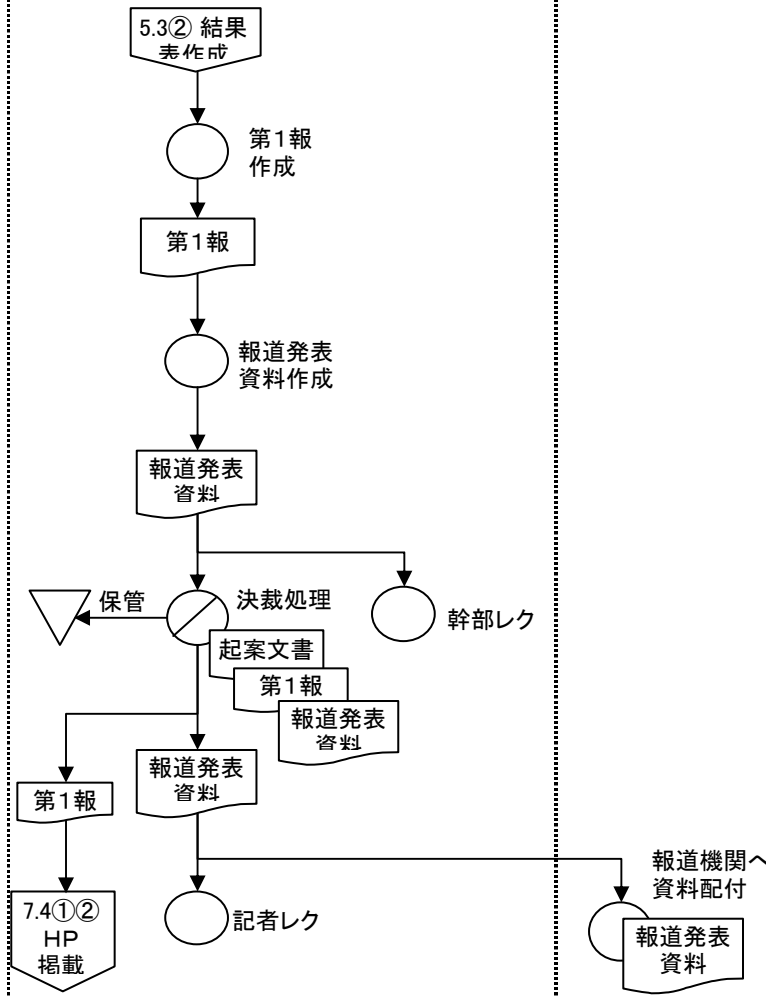 5.3② 結果
表作成
第1報
作成
第1報
報道発表
資料作成
報道発表
資料
保管
決裁処理
幹部レク
起案文書
第1報
報道発表
資料
報道発表
資料
第1報
報道機関へ
資料配付
7.4①②
HP
掲載
記者レク
報道発表
資料